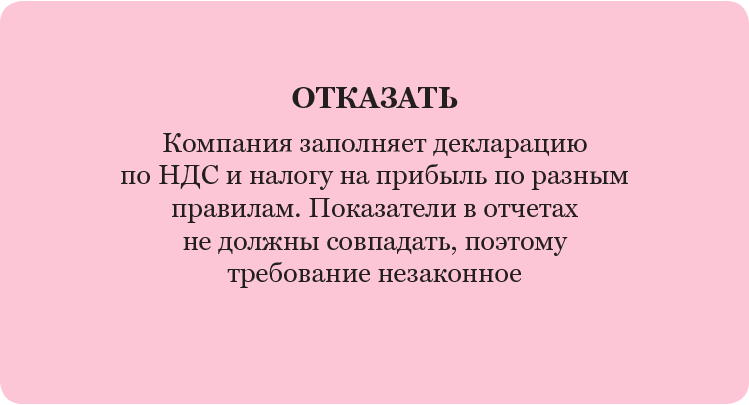 ОТКАЗАТЬ
Компания заполняет декларацию
по НДС и налогу на прибыль по разным
правилам. Показатели в отчетах
не должны совпадать, поэтому
требование незаконное